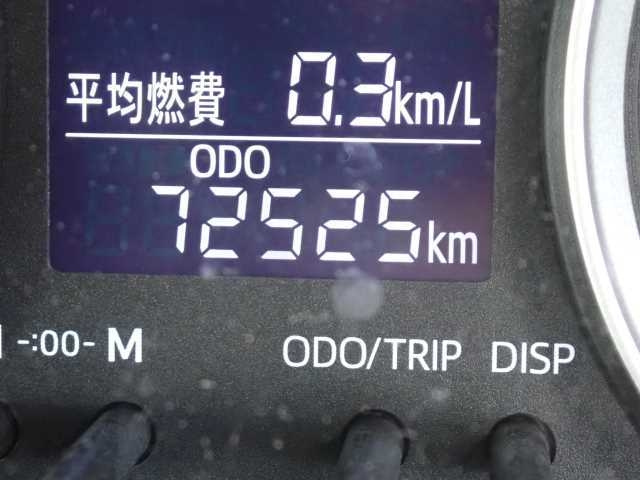 平均燃費 0.3km/L
ODO
72525km
-:00- M ODO/TRIP DISP